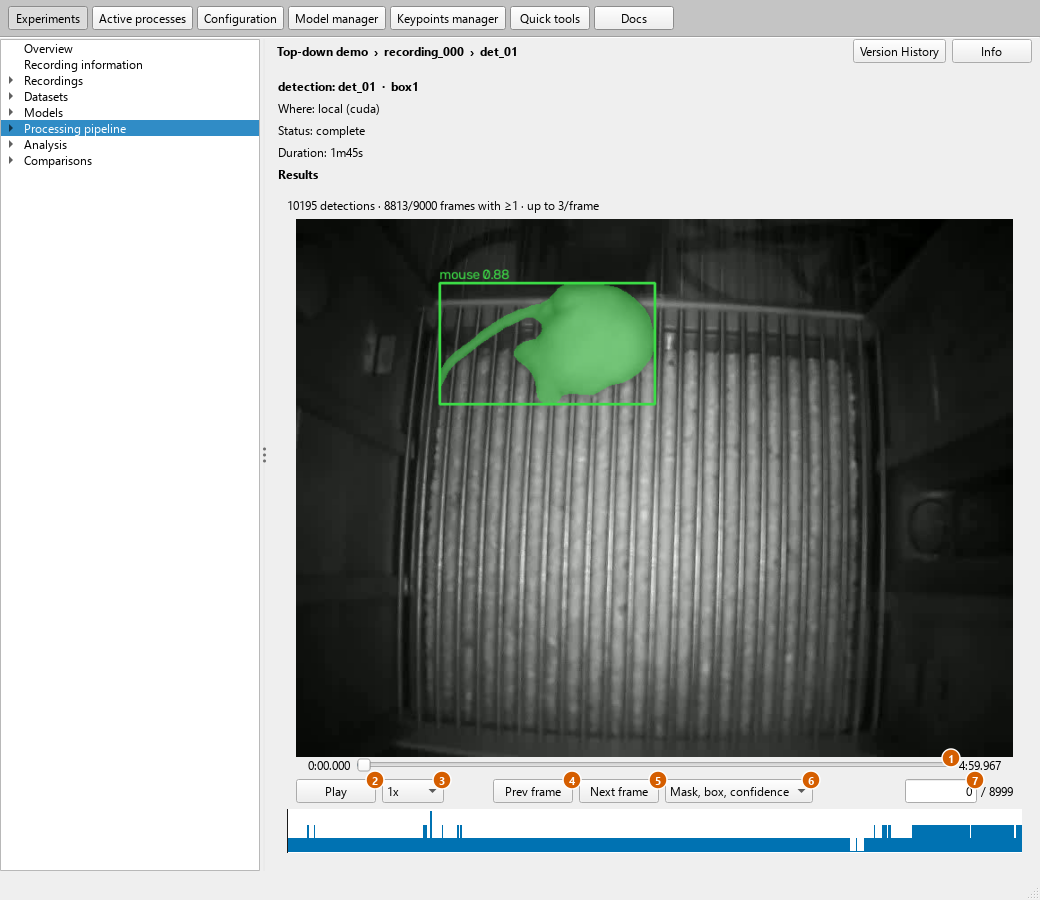 Experiments Active processes Configuration Model manager Keypoints manager Quick tools Docs
Overview
Recording information
Recordings
Datasets
Models
Processing pipeline
Analysis
Comparisons
Top-down demo › recording_000 › det_01
Version History Info
detection: det_01 · box1
Where: local (cuda)
Status: complete
Duration: 1m45s
Results
10195 detections · 8813/9000 frames with ≥1 · up to 3/frame
mouse 0.88
0:00.000 1 4:59.967
Play 2 1x 3 Prev frame 4 Next frame 5 Mask, box, confidence 6 0 7 / 8999